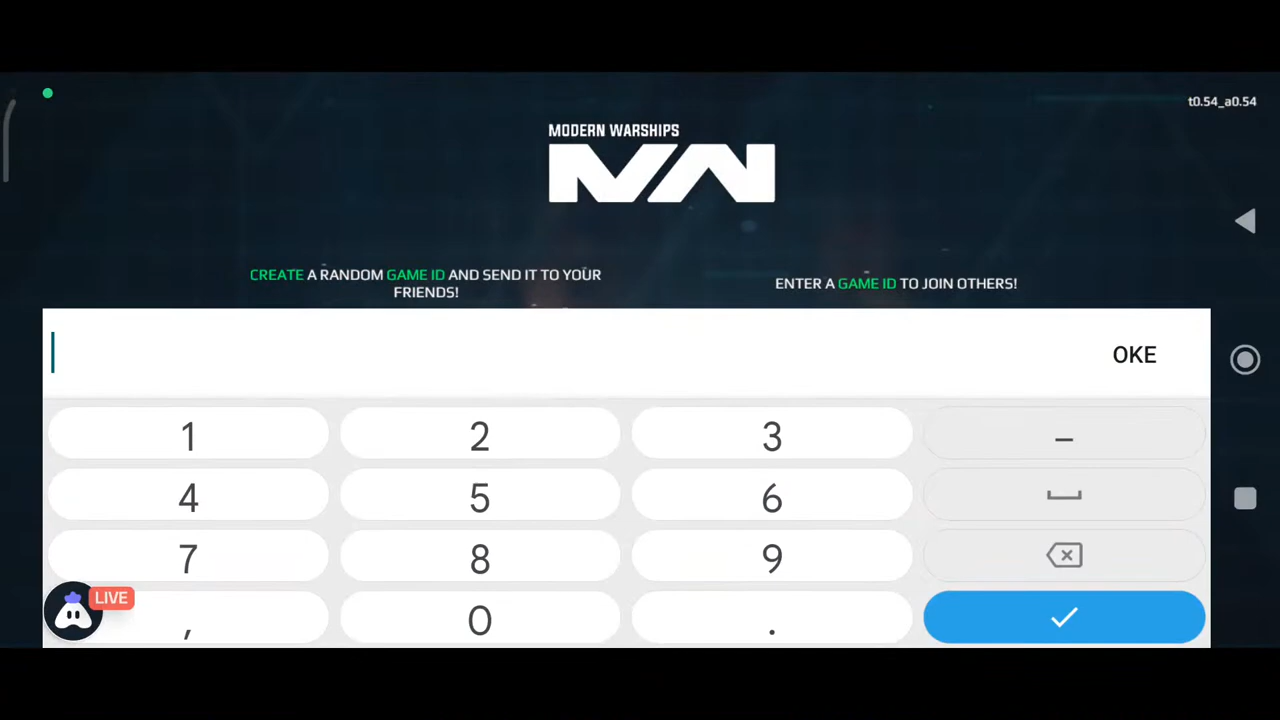 t0.54_a0.54
MODERN WARSHIPS
MW
CREATE A RANDOM GAME ID AND SEND IT TO YOUR
FRIENDS!
ENTER A GAME ID TO JOIN OTHERS!
OKE
1 2 3 –
4 5 6
7 8 9
LIVE
, 0 .